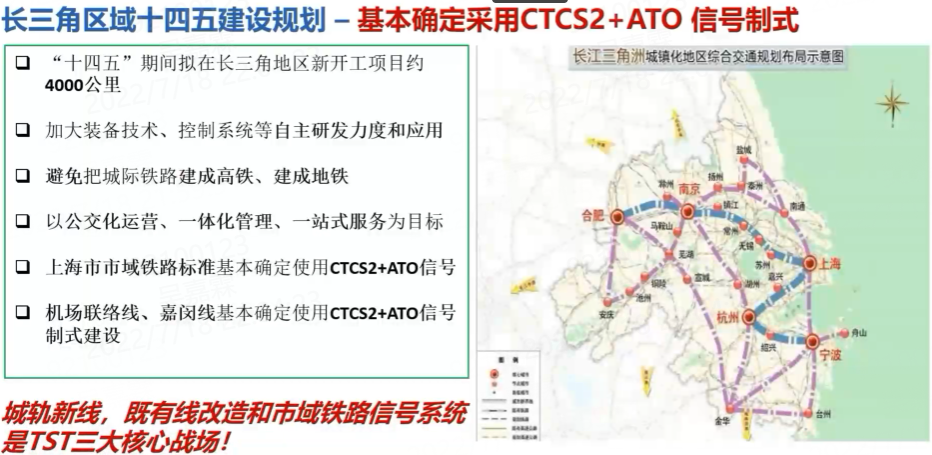 长三角区域十四五建设规划 – 基本确定采用CTCS2+ATO 信号制式
“十四五”期间拟在长三角地区新开工项目约
4000公里
加大装备技术、控制系统等自主研发力度和应用
避免把城际铁路建成高铁、建成地铁
以公交化运营、一体化管理、一站式服务为目标
上海市市域铁路标准基本确定使用CTCS2+ATO信号
机场联络线、嘉闵线基本确定使用CTCS2+ATO信号
制式建设
城轨新线，既有线改造和市域铁路信号系统
是TST三大核心战场！
长江三角洲城镇化地区综合交通规划布局示意图
盐城
滁州
扬州
泰州
南京
镇江
南通
合肥
马鞍山
常州
无锡
苏州
上海
芜湖
嘉兴
宣城
湖州
铜陵
池州
安庆
杭州
绍兴
舟山
宁波
金华
台州
图 例